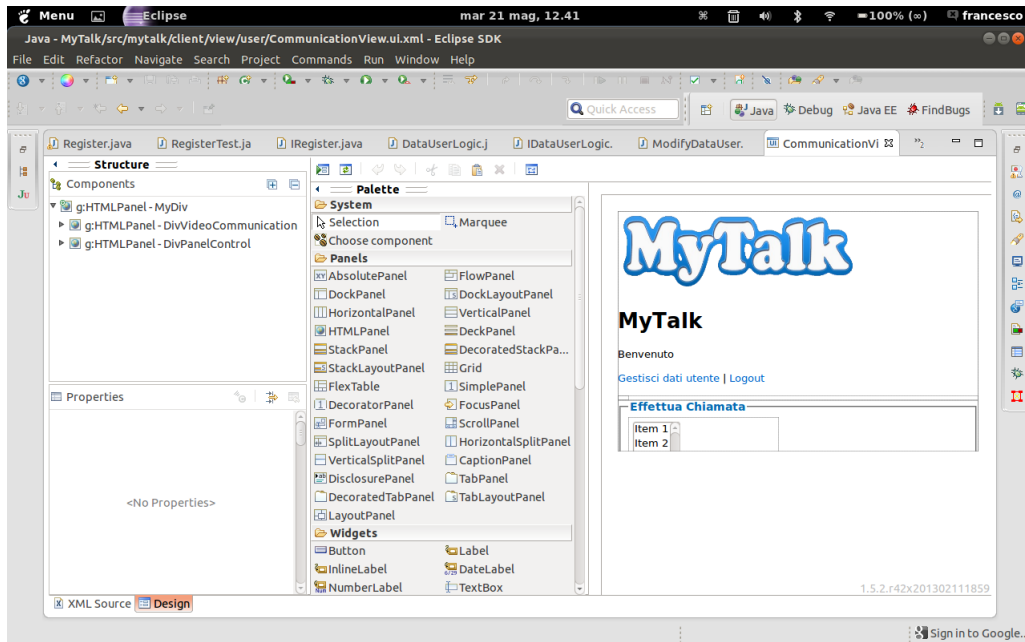 Menu Eclipse mar 21 mag, 12.41 100% (∞) francesco
Java - MyTalk/src/mytalk/client/view/user/CommunicationView.ui.xml - Eclipse SDK
File Edit Refactor Navigate Search Project Commands Run Window Help
Quick Access Java Debug Java EE FindBugs
Register.java RegisterTest.ja IRegister.java DataUserLogic.j IDataUserLogic. ModifyDataUser. CommunicationVi »2
Structure
Components
g:HTMLPanel - MyDiv
g:HTMLPanel - DivVideoCommunication
g:HTMLPanel - DivPanelControl
Properties
<No Properties>
Palette
System
Selection Marquee
Choose component
Panels
AbsolutePanel FlowPanel
DockPanel DockLayoutPanel
HorizontalPanel VerticalPanel
HTMLPanel DeckPanel
StackPanel DecoratedStackPa...
StackLayoutPanel Grid
FlexTable SimplePanel
DecoratorPanel FocusPanel
FormPanel ScrollPanel
SplitLayoutPanel HorizontalSplitPanel
VerticalSplitPanel CaptionPanel
DisclosurePanel TabPanel
DecoratedTabPanel TabLayoutPanel
LayoutPanel
Widgets
Button Label
InlineLabel DateLabel
NumberLabel TextBox
MyTalk
MyTalk
Benvenuto
Gestisci dati utente | Logout
Effettua Chiamata
Item 1
Item 2
1.5.2.r42x201302111859
XML Source Design
Sign in to Google..
Ju